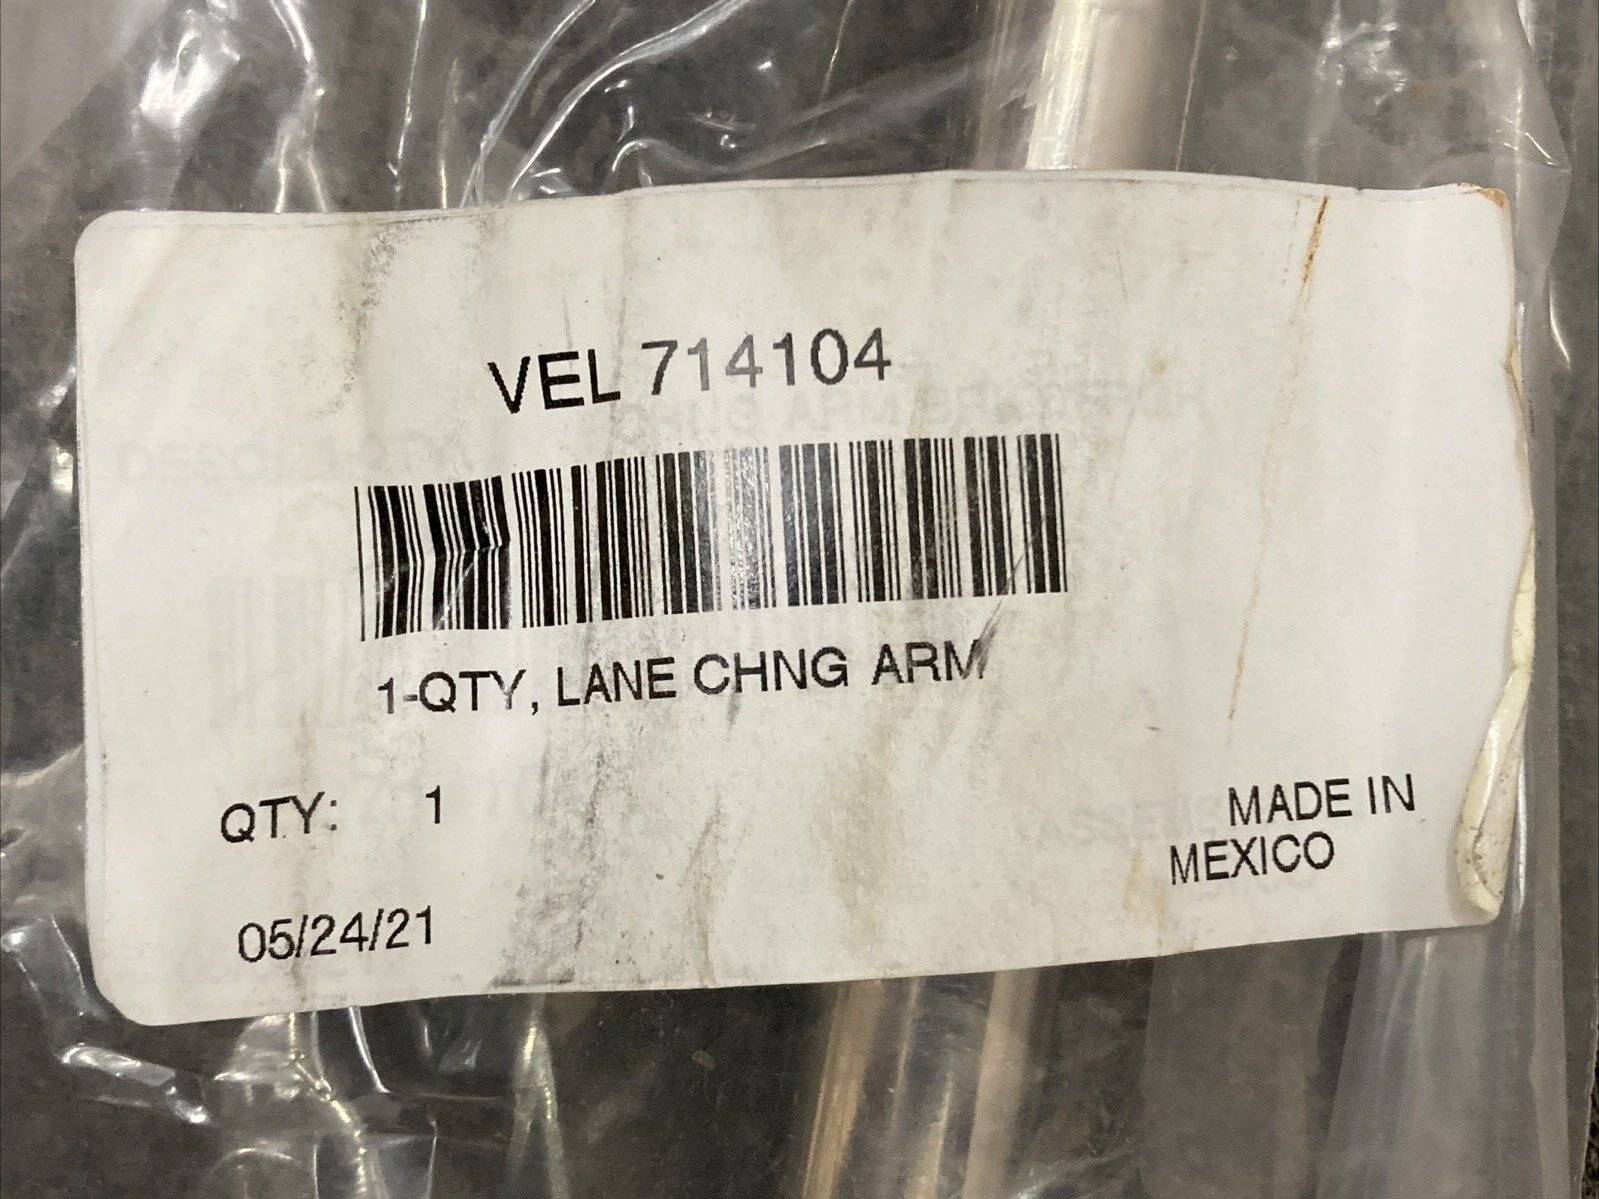 VEL 714104
1-QTY, LANE CHNG ARM
QTY: 1
MADE IN
MEXICO
05/24/21